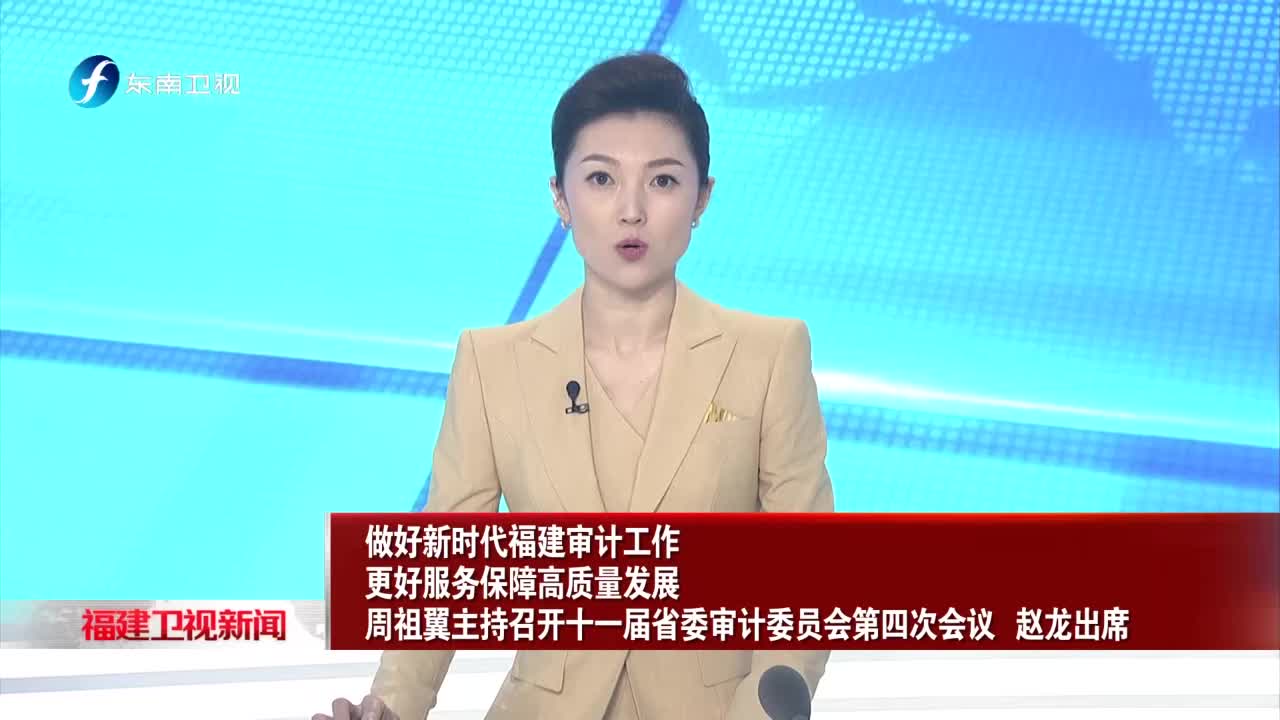 东南卫视
做好新时代福建审计工作
更好服务保障高质量发展
福建卫视新闻
周祖翼主持召开十一届省委审计委员会第四次会议 赵龙出席